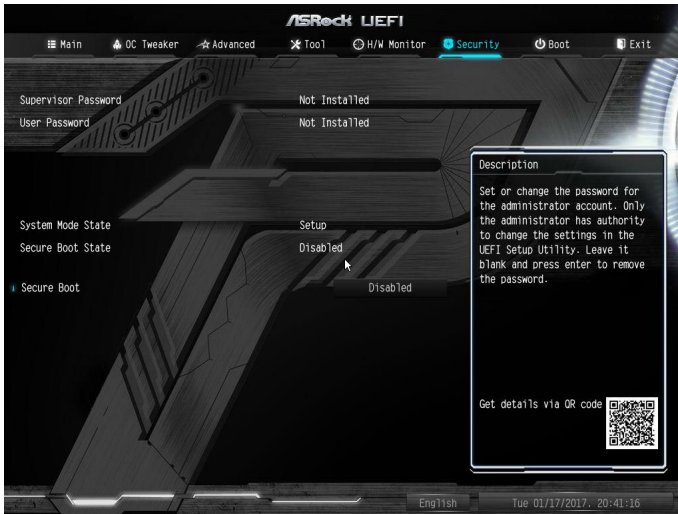 ASRock UEFI
Main OC Tweaker Advanced Tool H/W Monitor Security Boot Exit
Supervisor Password Not Installed
User Password Not Installed
System Mode State Setup
Secure Boot State Disabled
Secure Boot Disabled
Description
Set or change the password for
the administrator account. Only
the administrator has authority
to change the settings in the
UEFI Setup Utility. Leave it
blank and press enter to remove
the password.
Get details via QR code
English Tue 01/17/2017. 20:41:16